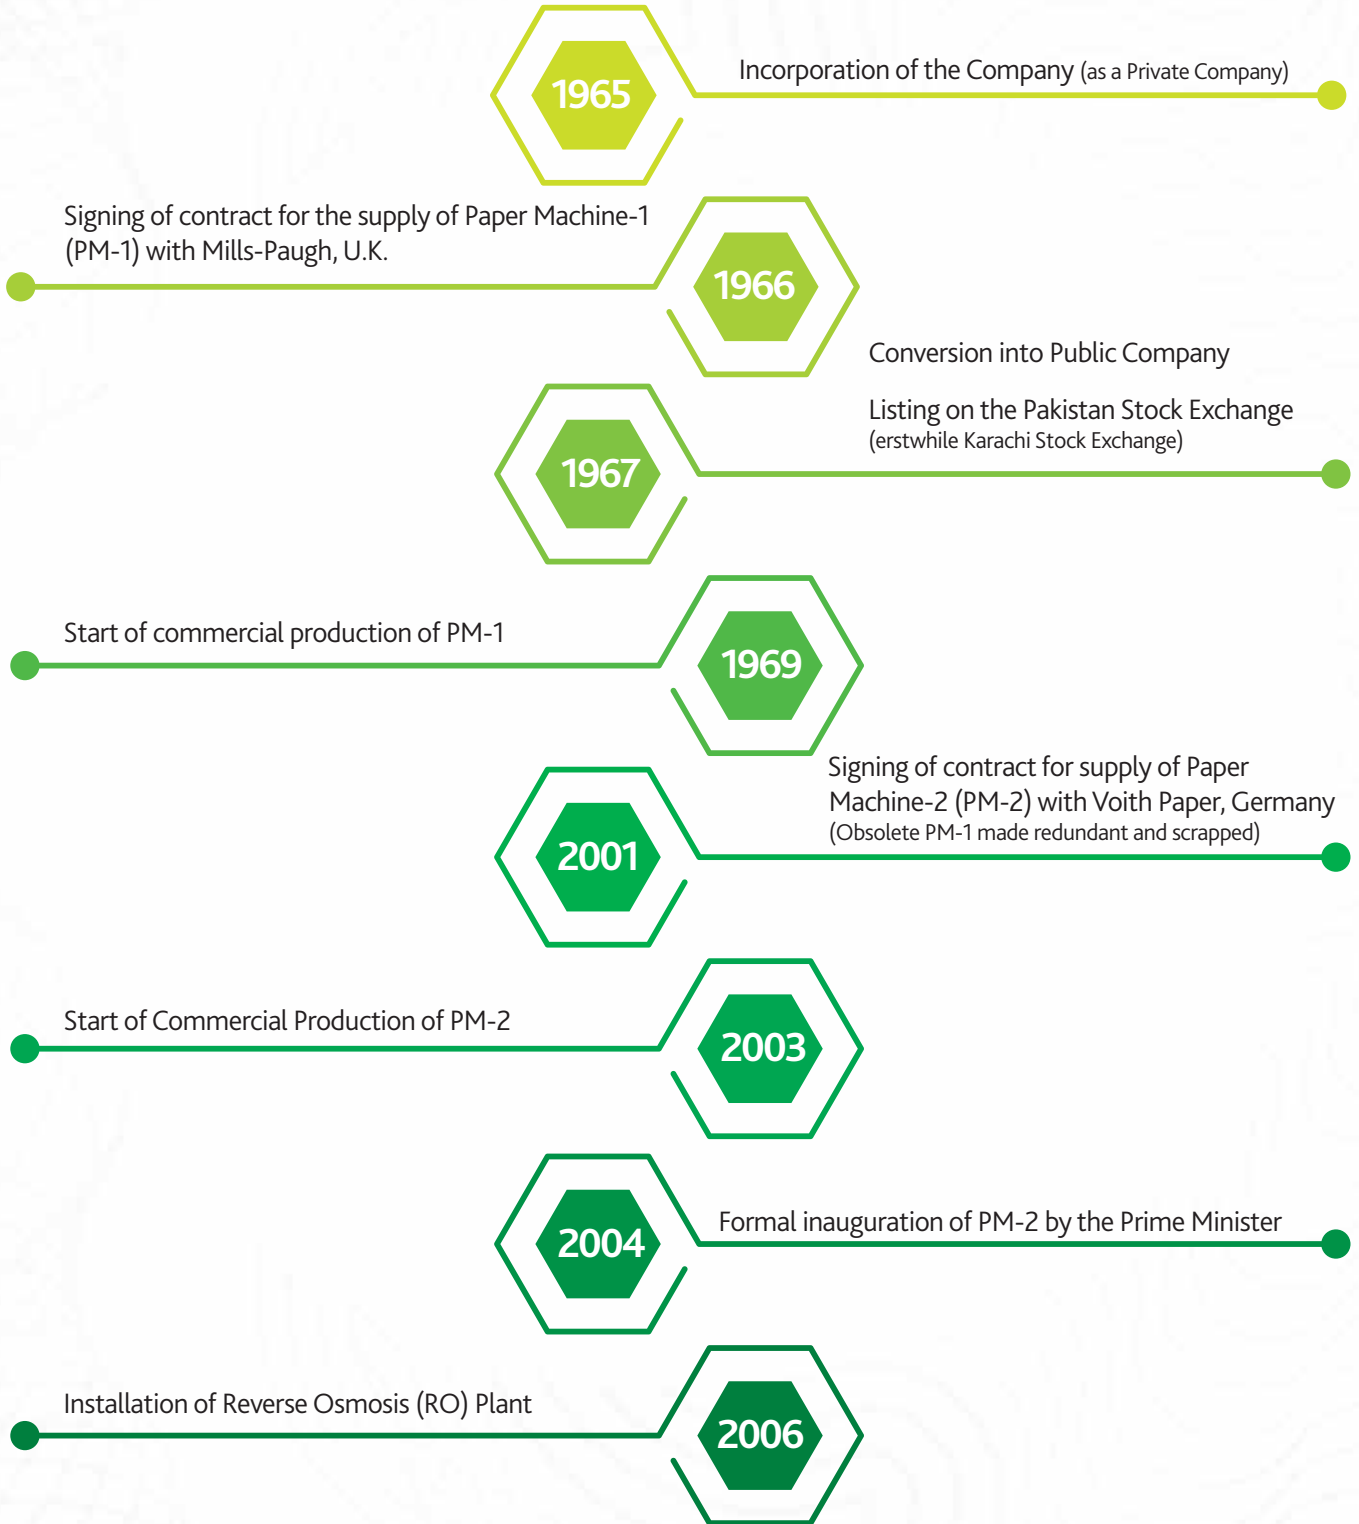 1965
Incorporation of the Company (as a Private Company)
Signing of contract for the supply of Paper Machine-1
(PM-1) with Mills-Paugh, U.K.
1966
Conversion into Public Company
Listing on the Pakistan Stock Exchange
(erstwhile Karachi Stock Exchange)
1967
Start of commercial production of PM-1
1969
Signing of contract for supply of Paper
Machine-2 (PM-2) with Voith Paper, Germany
(Obsolete PM-1 made redundant and scrapped)
2001
Start of Commercial Production of PM-2
2003
Formal inauguration of PM-2 by the Prime Minister
2004
Installation of Reverse Osmosis (RO) Plant
2006